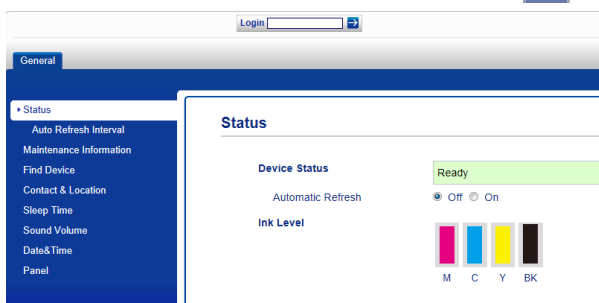 Login
General
Status
Auto Refresh Interval
Maintenance Information
Find Device
Contact & Location
Sleep Time
Sound Volume
Date&Time
Panel
Status
Device Status Ready
Automatic Refresh Off On
Ink Level
M C Y BK